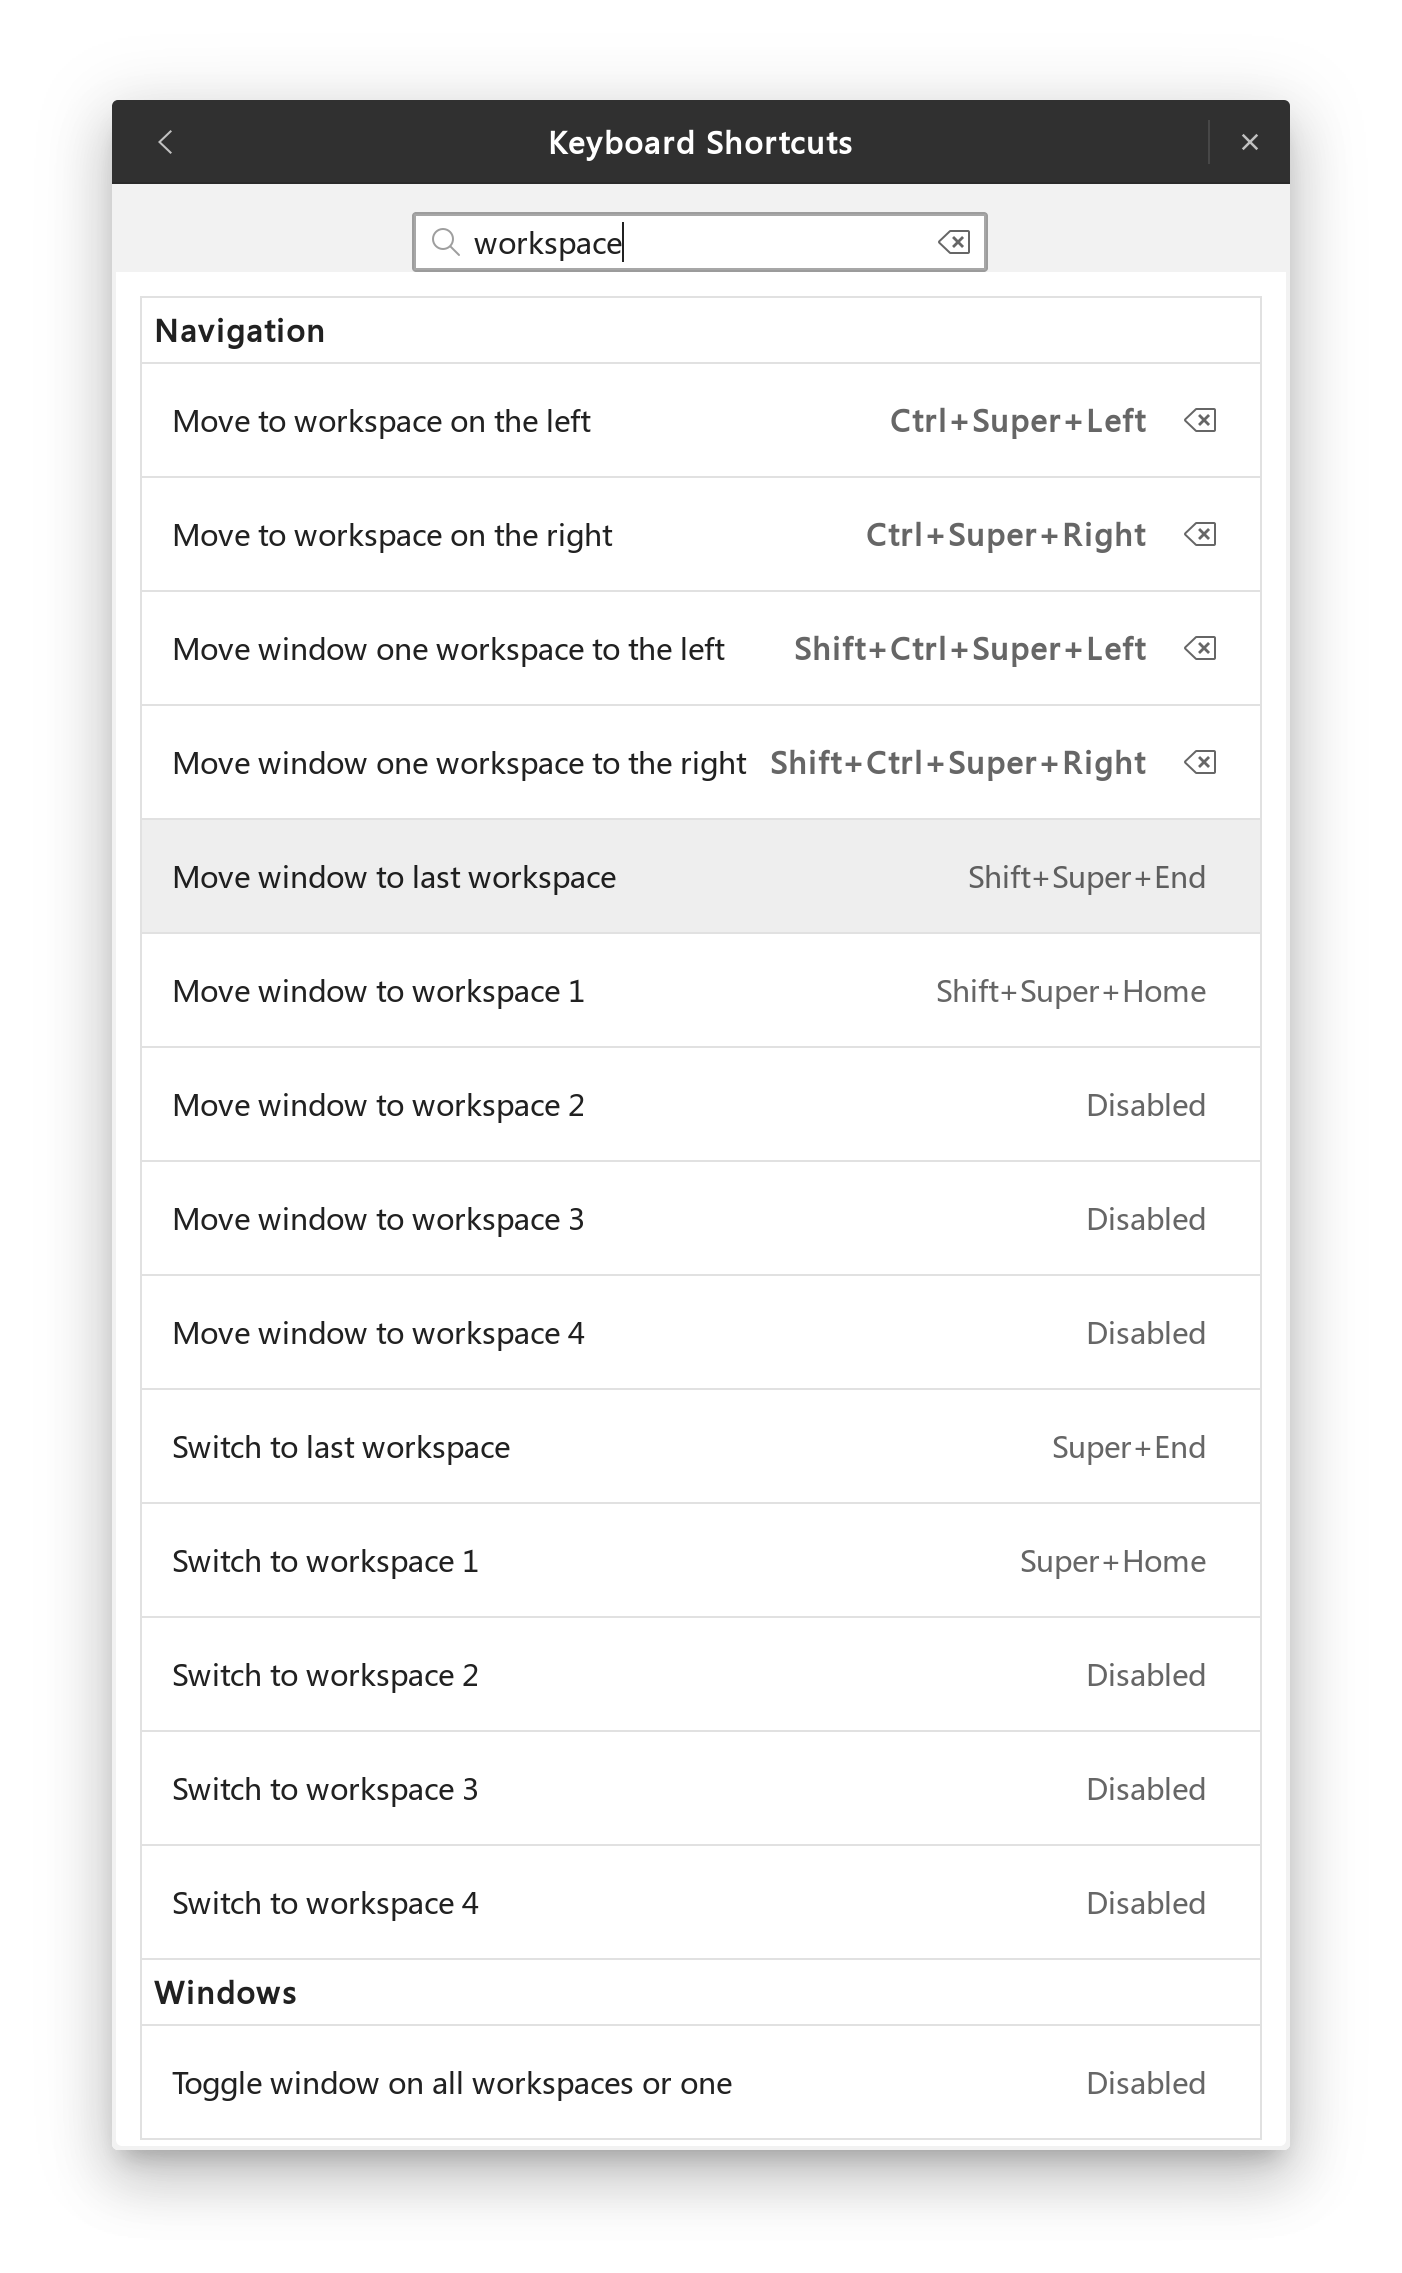 Keyboard Shortcuts
workspace
Navigation
Move to workspace on the left Ctrl+Super+Left
Move to workspace on the right Ctrl+Super+Right
Move window one workspace to the left Shift+Ctrl+Super+Left
Move window one workspace to the right Shift+Ctrl+Super+Right
Move window to last workspace Shift+Super+End
Move window to workspace 1 Shift+Super+Home
Move window to workspace 2 Disabled
Move window to workspace 3 Disabled
Move window to workspace 4 Disabled
Switch to last workspace Super+End
Switch to workspace 1 Super+Home
Switch to workspace 2 Disabled
Switch to workspace 3 Disabled
Switch to workspace 4 Disabled
Windows
Toggle window on all workspaces or one Disabled